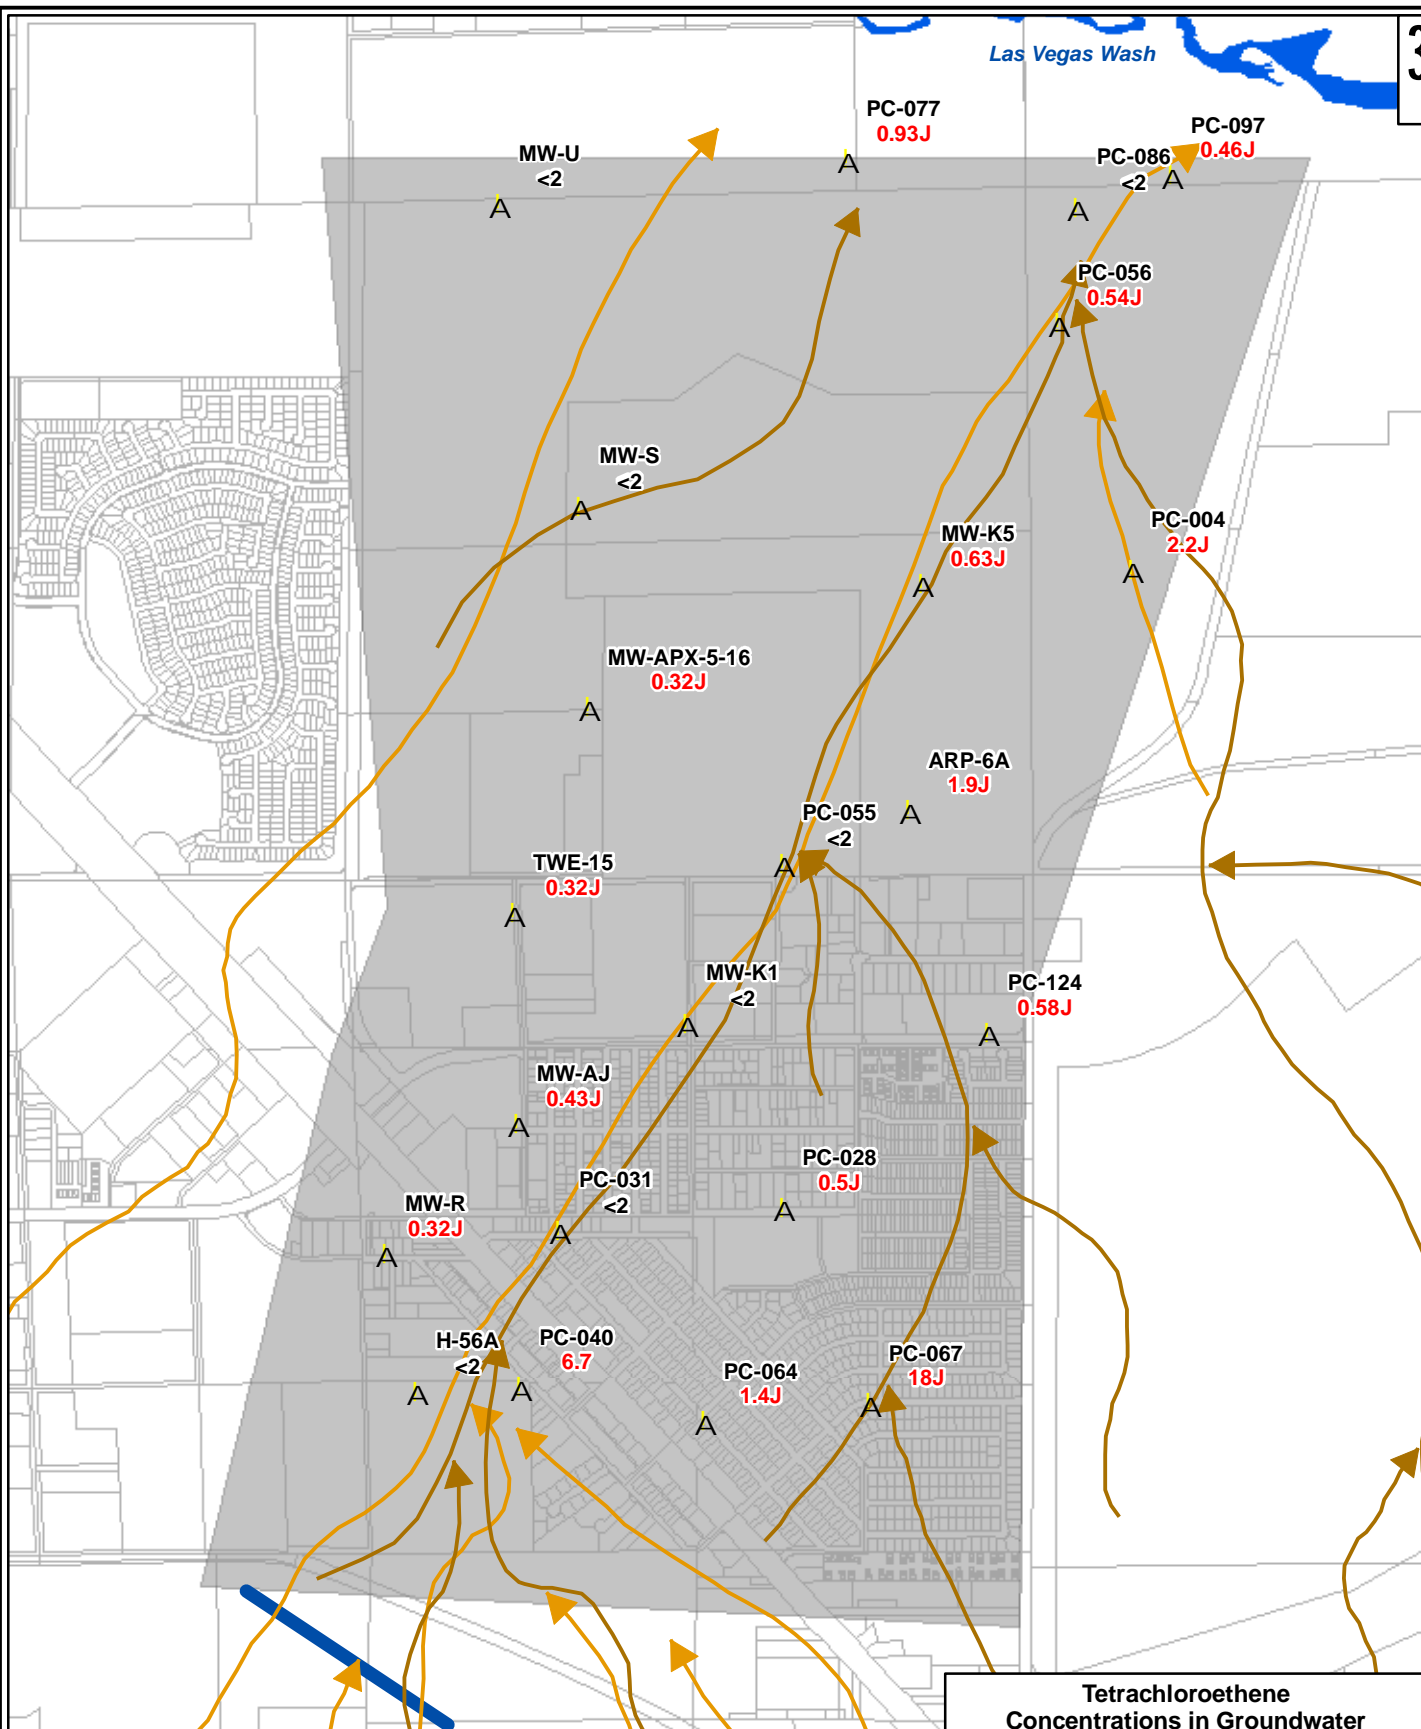 Las Vegas Wash
3
PC-077
0.93J
PC-097
0.46J
MW-U
<2
PC-086
<2
A
A
A
A
PC-056
0.54J
A
MW-S
<2
A
PC-004
2.2J
MW-K5
0.63J
A
A
MW-APX-5-16
0.32J
A
ARP-6A
1.9J
PC-055
<2
A
A
TWE-15
0.32J
A
MW-K1
<2
PC-124
0.58J
A
A
MW-AJ
0.43J
A
PC-028
0.5J
PC-031
<2
A
MW-R
0.32J
A
A
H-56A
<2
PC-040
6.7
PC-064
1.4J
PC-067
18J
A
A
A
A
Tetrachloroethene
Concentrations in Groundwater